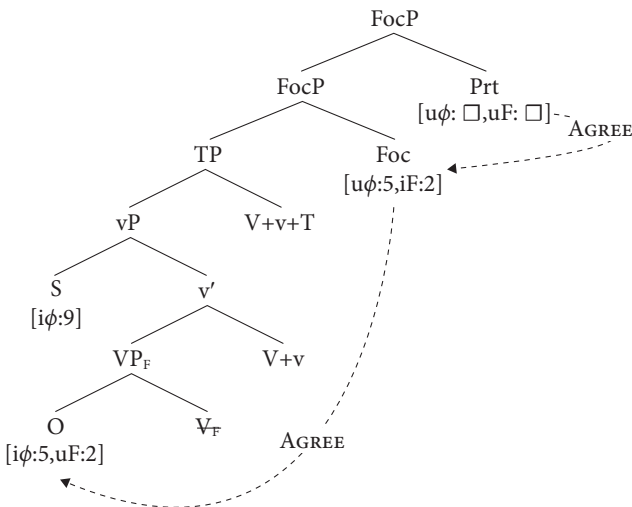 FocP
FocP Prt
[uϕ: ❒,uF: ❒]
AGREE
TP Foc
[uϕ:5,iF:2]
vP V+v+T
S v′
[iϕ:9]
VP_F V+v
O V̶_F̶
AGREE
[iϕ:5,uF:2]